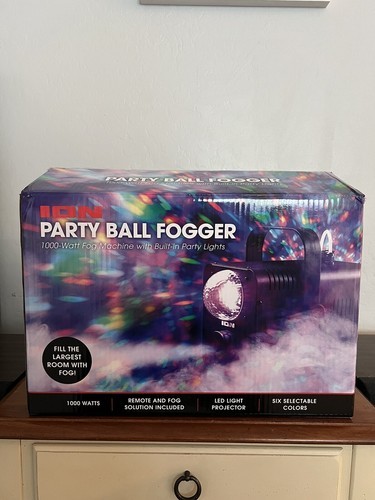 PARTY BALL FOGGER
ION
PARTY BALL FOGGER
1000-Watt Fog Machine with Built-In Party Lights
ION
FILL THE
LARGEST
ROOM WITH
FOG!
1000 WATTS
REMOTE AND FOG
SOLUTION INCLUDED
LED LIGHT
PROJECTOR
SIX SELECTABLE
COLORS